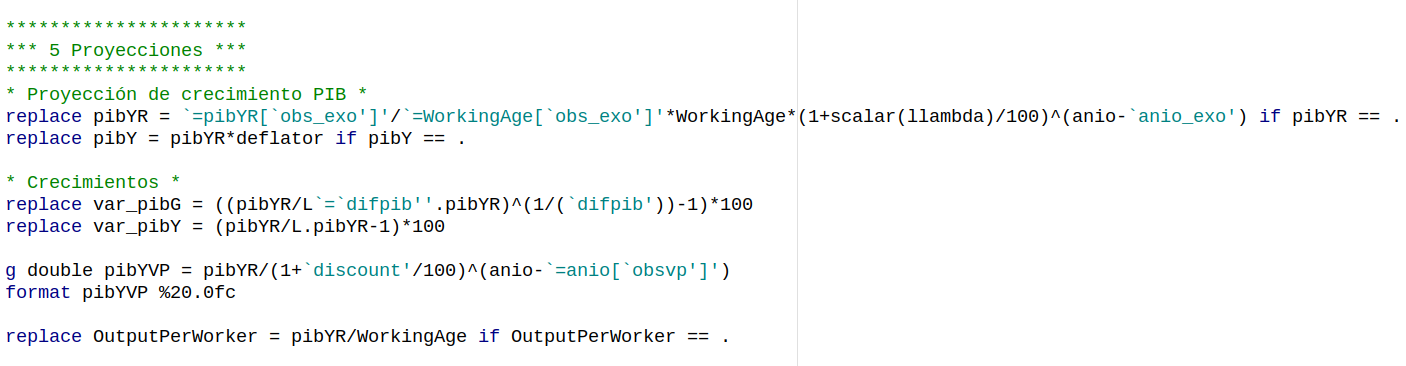 **********************
*** 5 Proyecciones ***
**********************
* Proyección de crecimiento PIB *
replace pibYR = `=pibYR[`obs_exo']'/`=WorkingAge[`obs_exo']'*WorkingAge*(1+scalar(llambda)/100)^(anio-`anio_exo') if pibYR == .
replace pibY = pibYR*deflator if pibY == .
* Crecimientos *
replace var_pibG = ((pibYR/L`=`difpib''.pibYR)^(1/(`difpib'))-1)*100
replace var_pibY = (pibYR/L.pibYR-1)*100
g double pibYVP = pibYR/(1+`discount'/100)^(anio-`=anio[`obsvp']')
format pibYVP %20.0fc
replace OutputPerWorker = pibYR/WorkingAge if OutputPerWorker == .